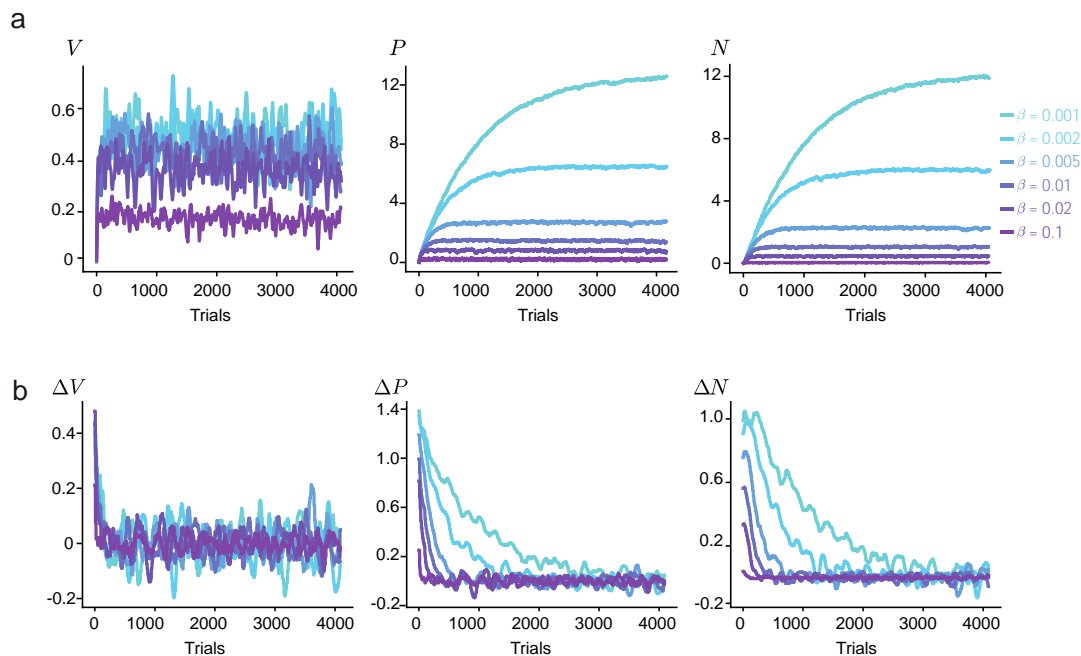 a
V
P
N
0.6
0.4
0.2
0
0 1000 2000 3000 4000
Trials
12
8
4
0
0 1000 2000 3000 4000
Trials
12
8
4
0
0 1000 2000 3000 4000
Trials
β = 0.001
β = 0.002
β = 0.005
β = 0.01
β = 0.02
β = 0.1
b
ΔV
ΔP
ΔN
0.4
0.2
0
-0.2
0 1000 2000 3000 4000
Trials
1.4
1.0
0.6
0.2
-0.2
0 1000 2000 3000 4000
Trials
1.0
0.6
0.2
-0.2
0 1000 2000 3000 4000
Trials